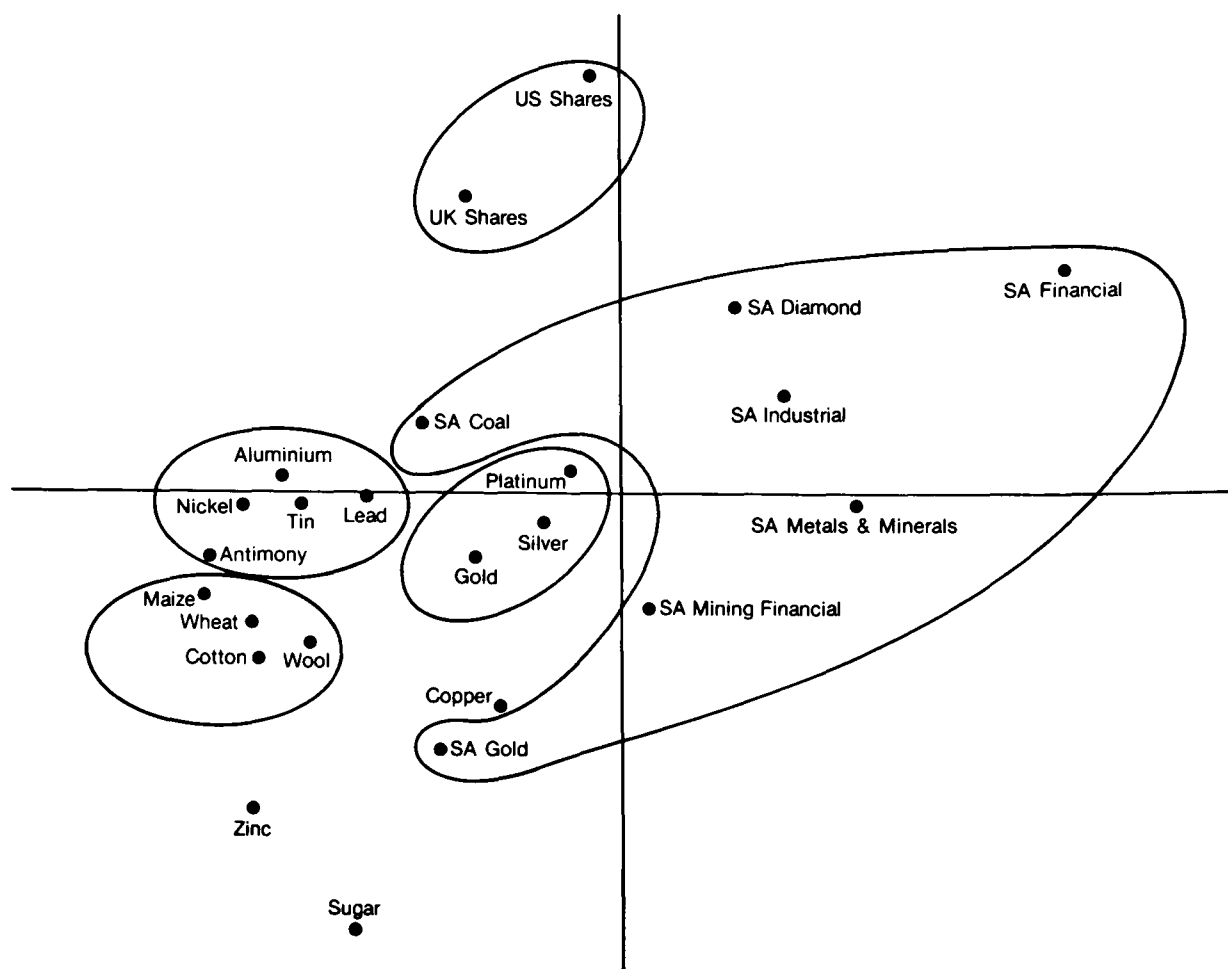 US Shares
UK Shares
SA Financial
SA Diamond
SA Industrial
SA Coal
Aluminium
Platinum
Nickel
Tin
Lead
SA Metals & Minerals
Silver
Antimony
Gold
Maize
SA Mining Financial
Wheat
Cotton
Wool
Copper
SA Gold
Zinc
Sugar